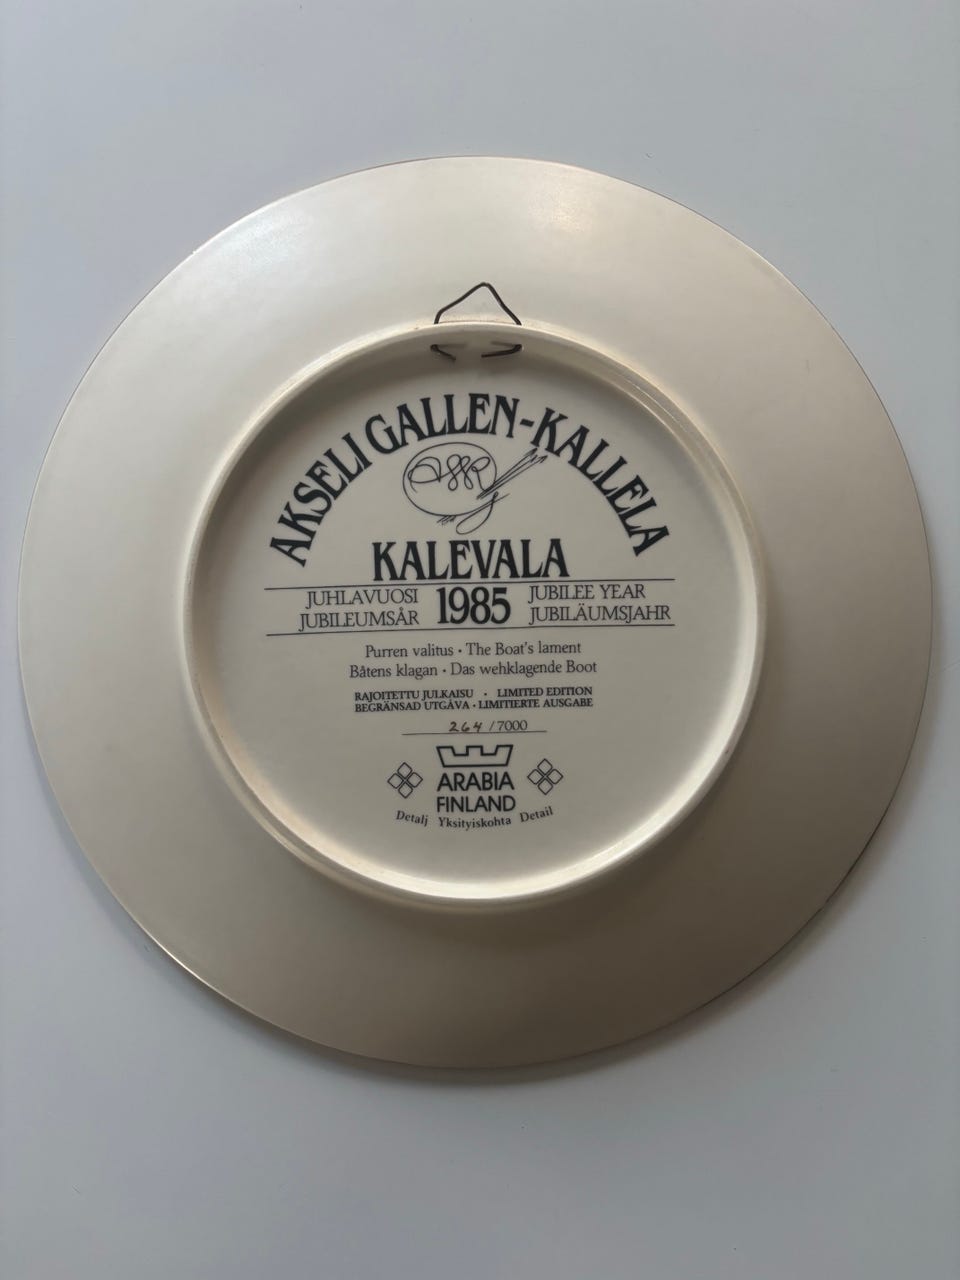 AKSELI GALLEN-KALLELA
KALEVALA
JUHLAVUOSI 1985 JUBILEE YEAR
JUBILEUMSÅR JUBILÄUMSJAHR
Purren valitus • The Boat's lament
Båtens klagan • Das wehklagende Boot
RAJOITETTU JULKAISU • LIMITED EDITION
BEGRÄNSAD UTGÅVA • LIMITIERTE AUSGABE
264 / 7000
ARABIA
FINLAND
Detalj Yksityiskohta Detail